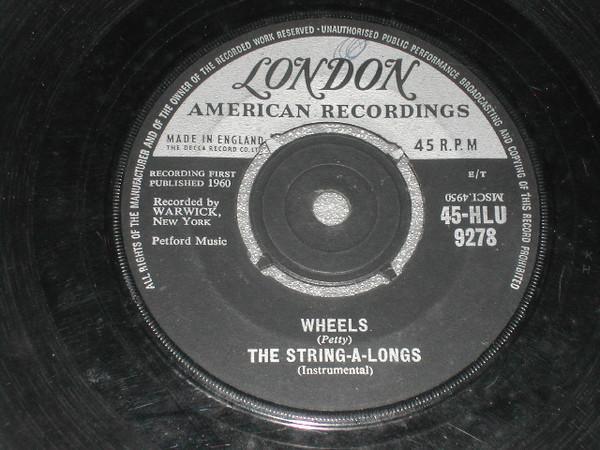 ALL RIGHTS OF THE MANUFACTURER AND OF THE OWNER OF THE RECORDED WORK RESERVED · UNAUTHORISED PUBLIC PERFORMANCE BROADCASTING AND COPYING OF THIS RECORD PROHIBITED
LONDON
AMERICAN RECORDINGS
MADE IN ENGLAND
THE DECCA RECORD CO. LTD.
45 R.P.M
RECORDING FIRST
PUBLISHED 1960
E/T
Recorded by
WARWICK,
New York
MSCI.4950
45-HLU
9278
Petford Music
WHEELS
(Petty)
THE STRING-A-LONGS
(Instrumental)